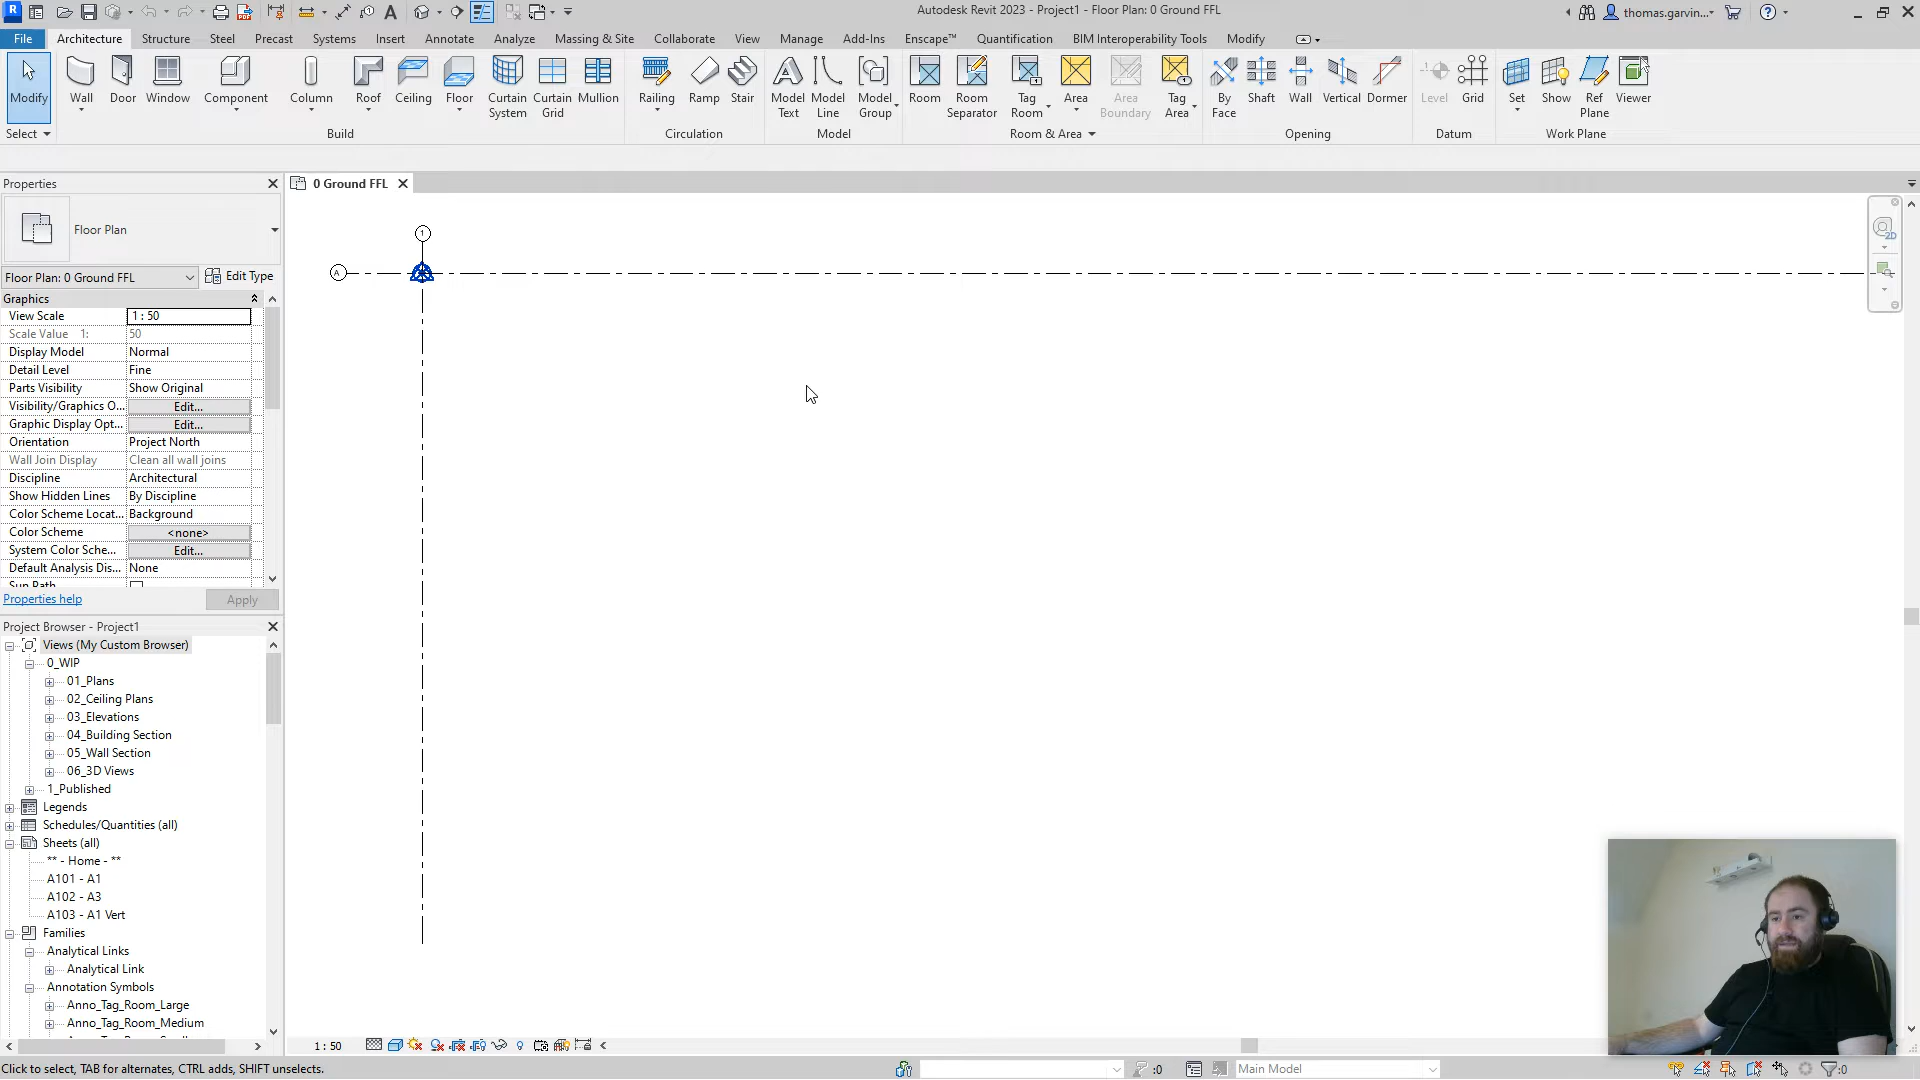 Autodesk Revit 2023 - Project1 - Floor Plan: 0 Ground FFL
thomas.garvin...
File Architecture Structure Steel Precast Systems Insert Annotate Analyze Massing & Site Collaborate View Manage Add-Ins Enscape™ Quantification BIM Interoperability Tools Modify
Modify Wall Door Window Component Column Roof Ceiling Floor Curtain System Curtain Grid Mullion Railing Ramp Stair Model Text Model Line Model Group Room Room Separator Tag Room Area Area Boundary Tag Area By Face Shaft Wall Vertical Dormer Level Grid Set Show Ref Plane Viewer
Select Build Circulation Model Room & Area Opening Datum Work Plane
Properties
0 Ground FFL
Floor Plan
Floor Plan: 0 Ground FFL Edit Type
Graphics
View Scale 1 : 50
Scale Value 1: 50
Display Model Normal
Detail Level Fine
Parts Visibility Show Original
Visibility/Graphics O... Edit...
Graphic Display Opt... Edit...
Orientation Project North
Wall Join Display Clean all wall joins
Discipline Architectural
Show Hidden Lines By Discipline
Color Scheme Locat... Background
Color Scheme <none>
System Color Sche... Edit...
Default Analysis Dis... None
Sun Path
Properties help Apply
1
A
2D
Project Browser - Project1
Views (My Custom Browser)
0_WIP
01_Plans
02_Ceiling Plans
03_Elevations
04_Building Section
05_Wall Section
06_3D Views
1_Published
Legends
Schedules/Quantities (all)
Sheets (all)
** - Home - **
A101 - A1
A102 - A3
A103 - A1 Vert
Families
Analytical Links
Analytical Link
Annotation Symbols
Anno_Tag_Room_Large
Anno_Tag_Room_Medium
1 : 50
Click to select, TAB for alternates, CTRL adds, SHIFT unselects.
:0
Main Model
:0